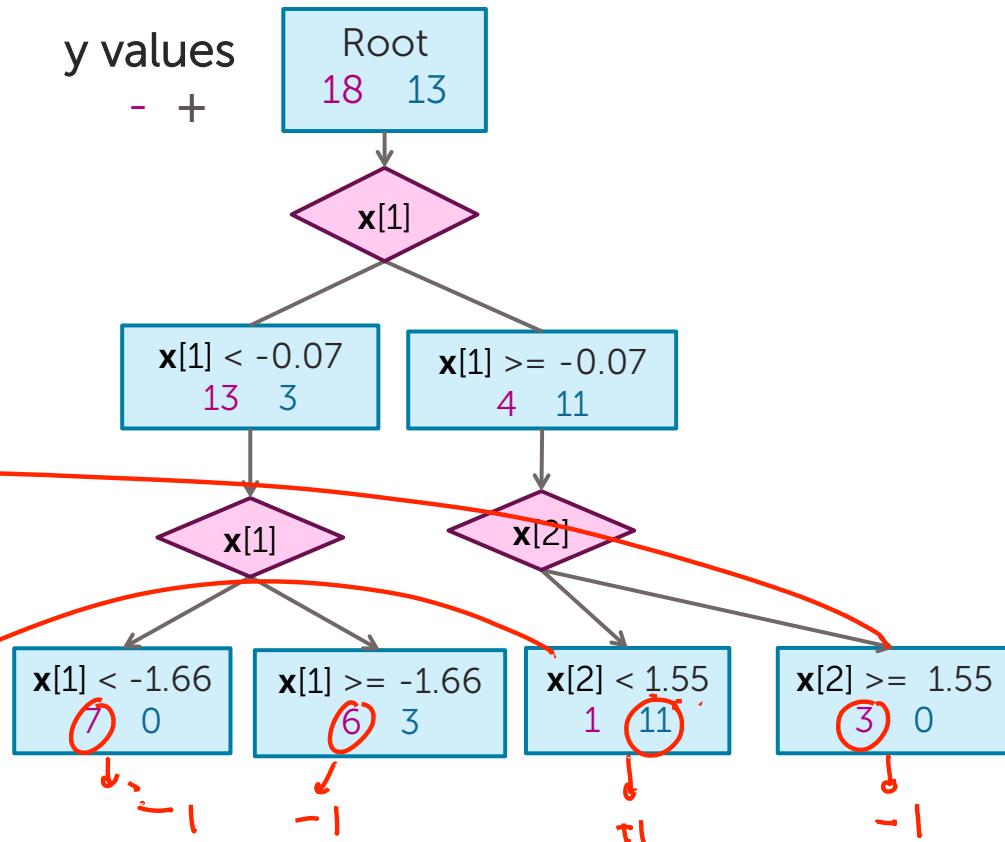 y values
- +
Root
18 13
x[1]
x[1] < -0.07
13 3
x[1] >= -0.07
4 11
x[1]
x[2]
x[1] < -1.66
7 0
x[1] >= -1.66
6 3
x[2] < 1.55
1 11
x[2] >= 1.55
3 0
-1
-1
+1
-1